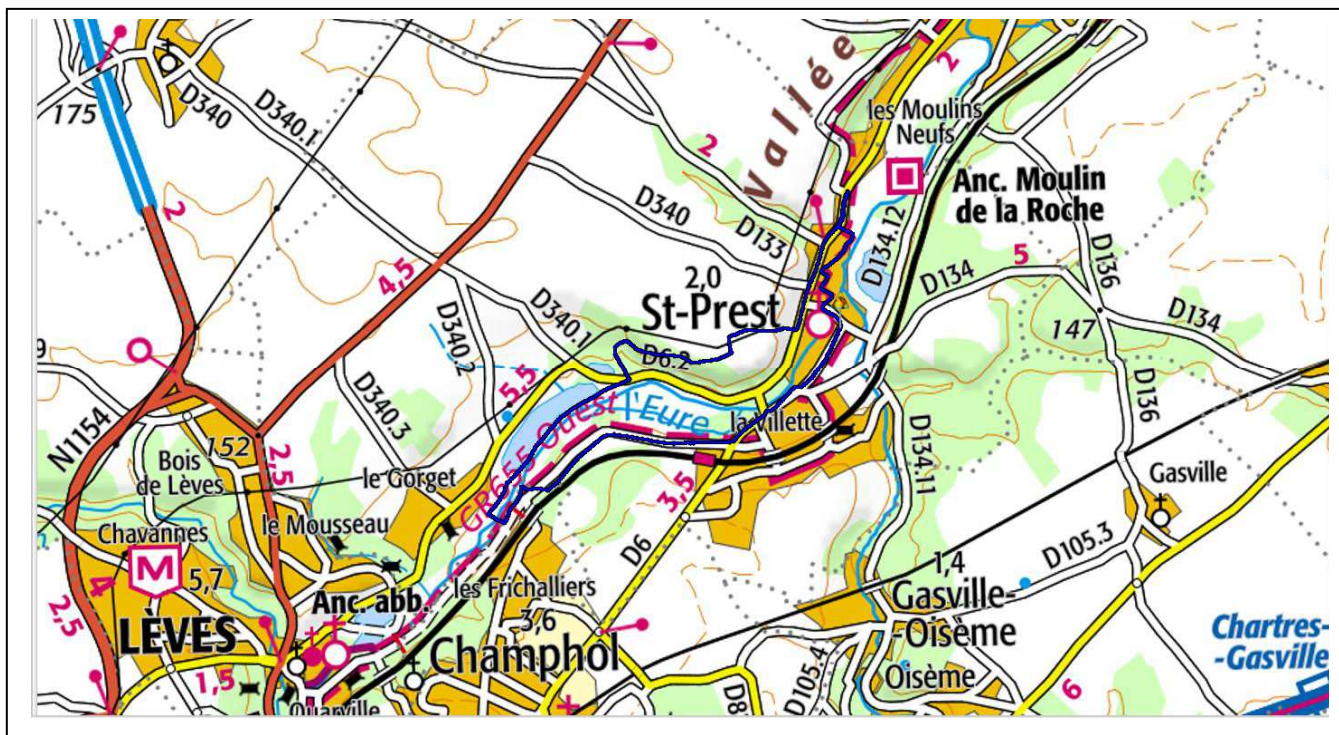 D340
D340.1
175
2
Vallée
2
les Moulins
Neufs
2
Anc. Moulin
de la Roche
D340
D133
D134.12
D136
5
D134
4,5
2,0
St-Prest
D340.1
D340.2
D6.2
147
D134
D136
5,5
GR655 Ouest
l'Eure
la Villette
D340.3
N1154
152
2,5
Bois
de Lèves
le Gorget
3,5
D134.11
Gasville
le Mousseau
Chavannes
M
5,7
4
2,5
D6
D105.3
les Frichalliers
1,4
Gasville-
-Oisème
Anc. abb.
3,6
LÈVES
Champhol
Chartres-
-Gasville
Oisème
1,5
D105.4
6
Ouarville
D8